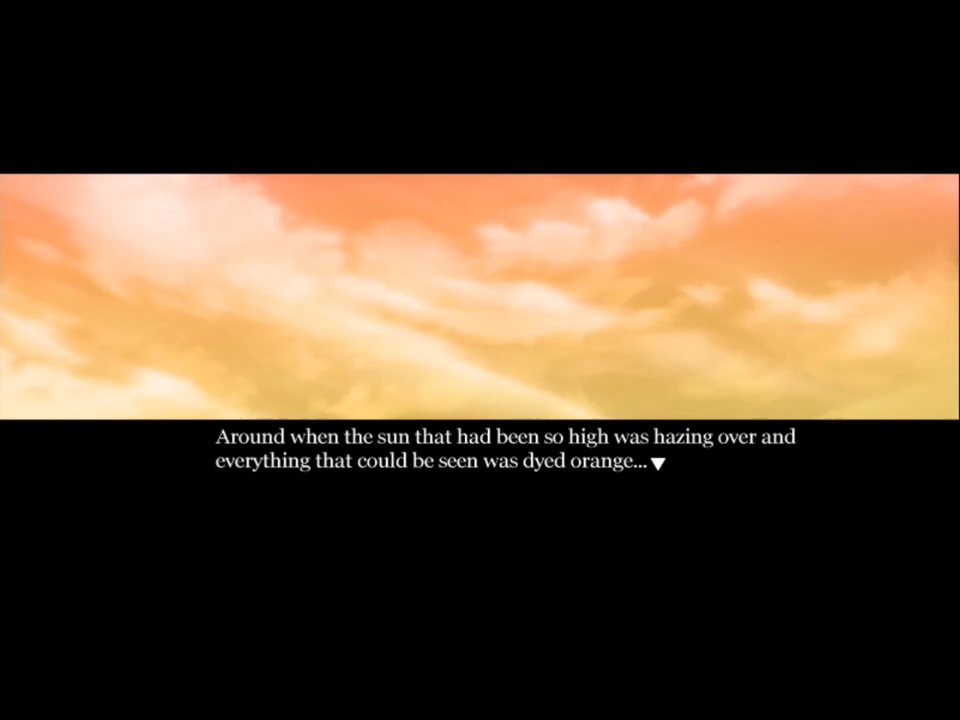 Around when the sun that had been so high was hazing over and
everything that could be seen was dyed orange...